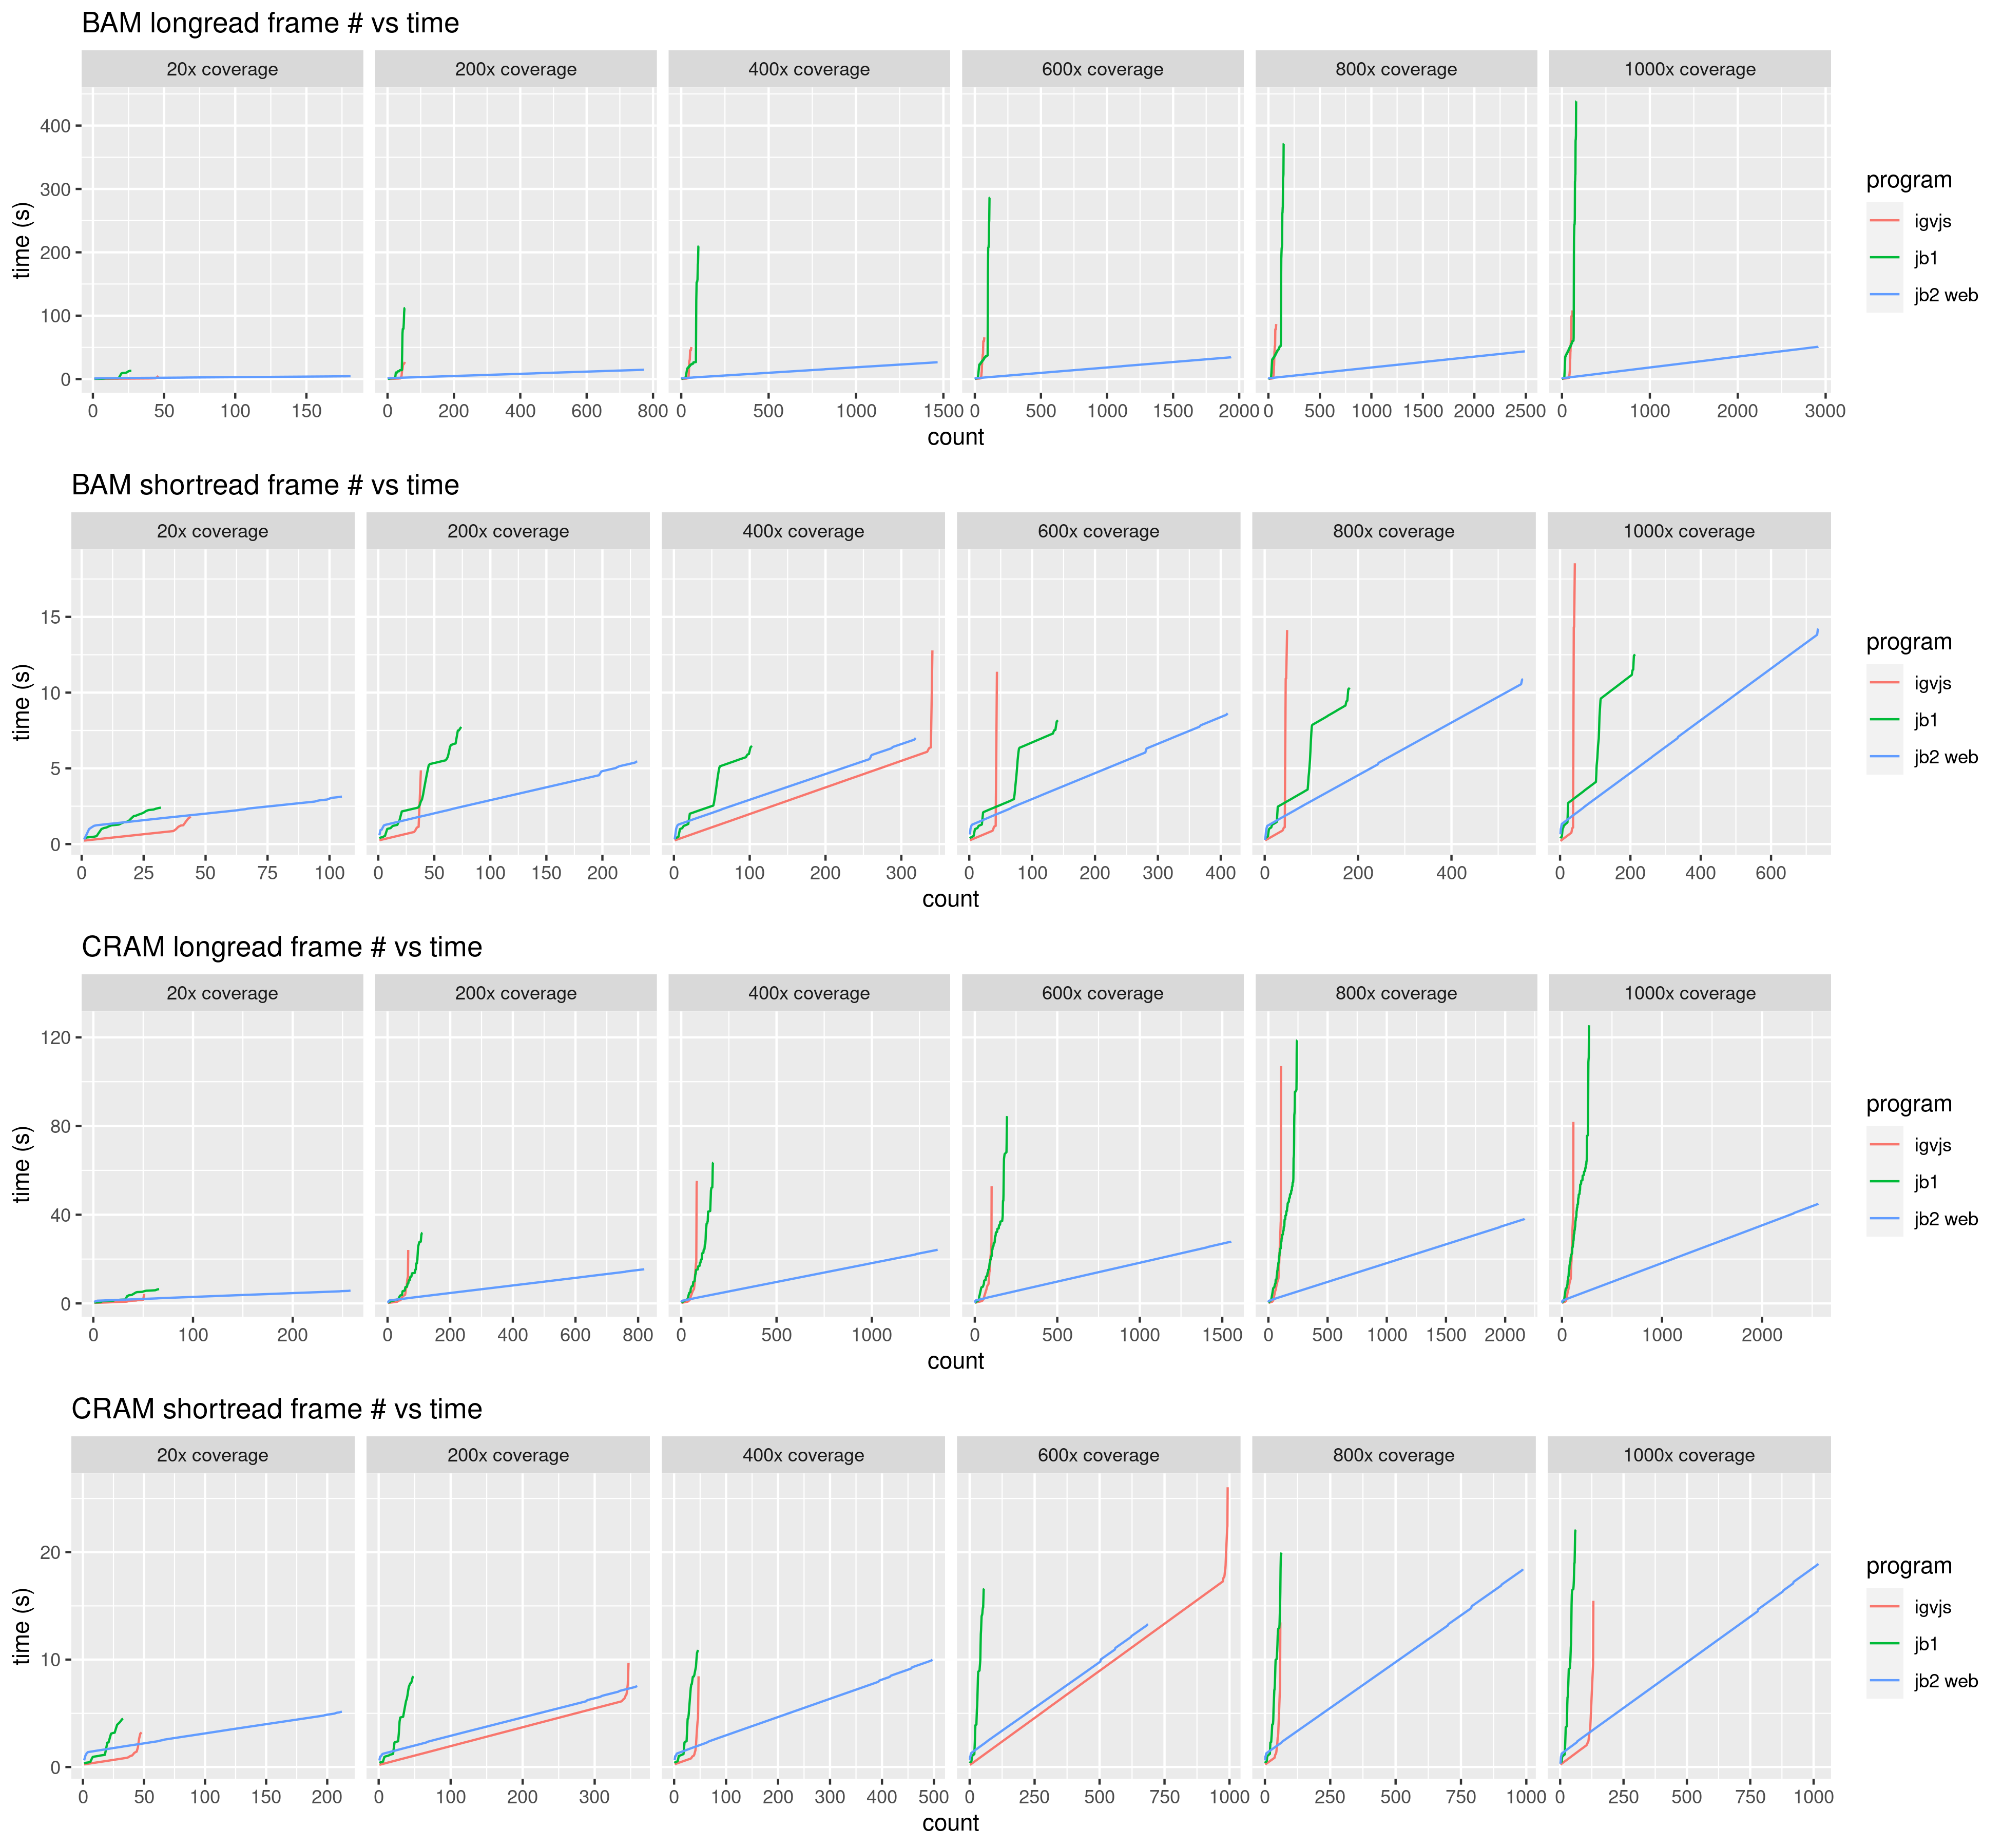 BAM longread frame # vs time
20x coverage 200x coverage 400x coverage 600x coverage 800x coverage 1000x coverage
400
300
200
100
0
time (s)
0 50 100 150 0 200 400 600 800 0 500 1000 1500 0 500 1000 1500 2000 0 500 1000 1500 2000 2500 0 1000 2000 3000
count
program
igvjs
jb1
jb2 web
BAM shortread frame # vs time
20x coverage 200x coverage 400x coverage 600x coverage 800x coverage 1000x coverage
15
10
5
0
time (s)
0 25 50 75 100 0 50 100 150 200 0 100 200 300 0 100 200 300 400 0 200 400 0 200 400 600
count
program
igvjs
jb1
jb2 web
CRAM longread frame # vs time
20x coverage 200x coverage 400x coverage 600x coverage 800x coverage 1000x coverage
120
80
40
0
time (s)
0 100 200 0 200 400 600 800 0 500 1000 0 500 1000 1500 0 500 1000 1500 2000 0 1000 2000
count
program
igvjs
jb1
jb2 web
CRAM shortread frame # vs time
20x coverage 200x coverage 400x coverage 600x coverage 800x coverage 1000x coverage
20
10
0
time (s)
0 50 100 150 200 0 100 200 300 0 100 200 300 400 500 0 250 500 750 1000 0 250 500 750 1000 0 250 500 750 1000
count
program
igvjs
jb1
jb2 web